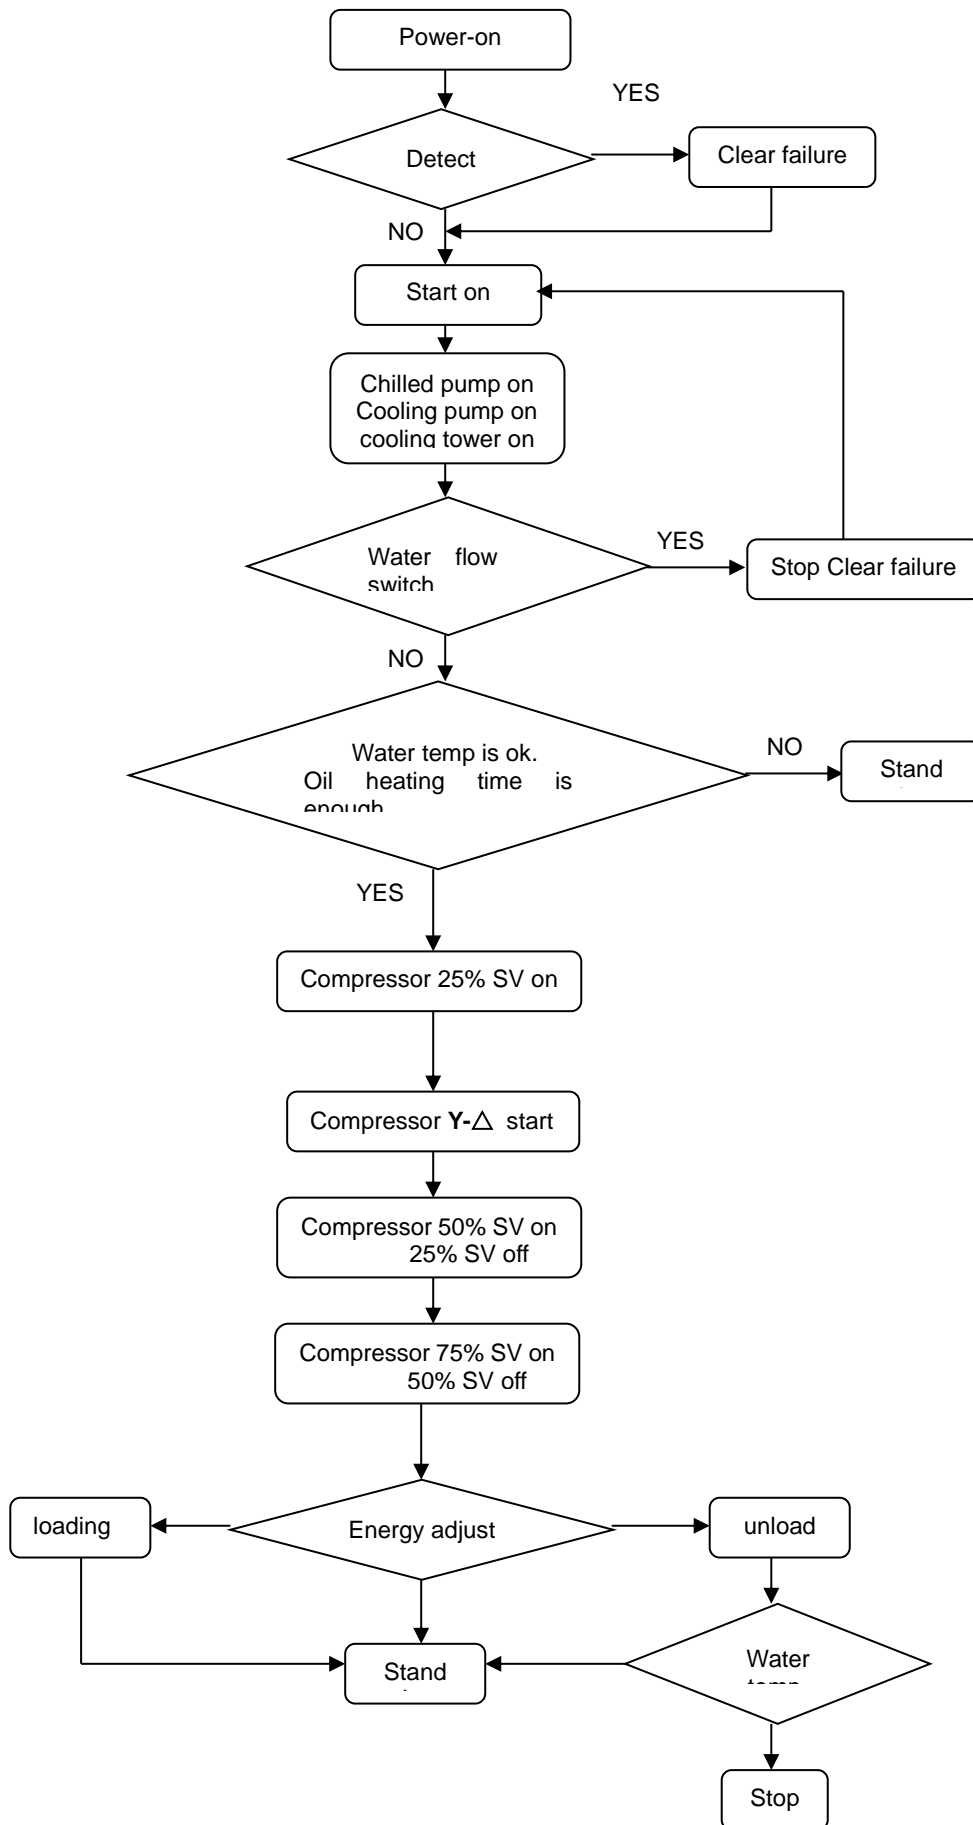 Power-on
YES
Detect
Clear failure
NO
Start on
Chilled pump on
Cooling pump on
cooling tower on
Water flow
switch
YES
Stop Clear failure
NO
Water temp is ok.
Oil heating time is
enough
NO
Stand
YES
Compressor 25% SV on
Compressor Y-△ start
Compressor 50% SV on
25% SV off
Compressor 75% SV on
50% SV off
loading
Energy adjust
unload
Stand
Water
temp
Stop